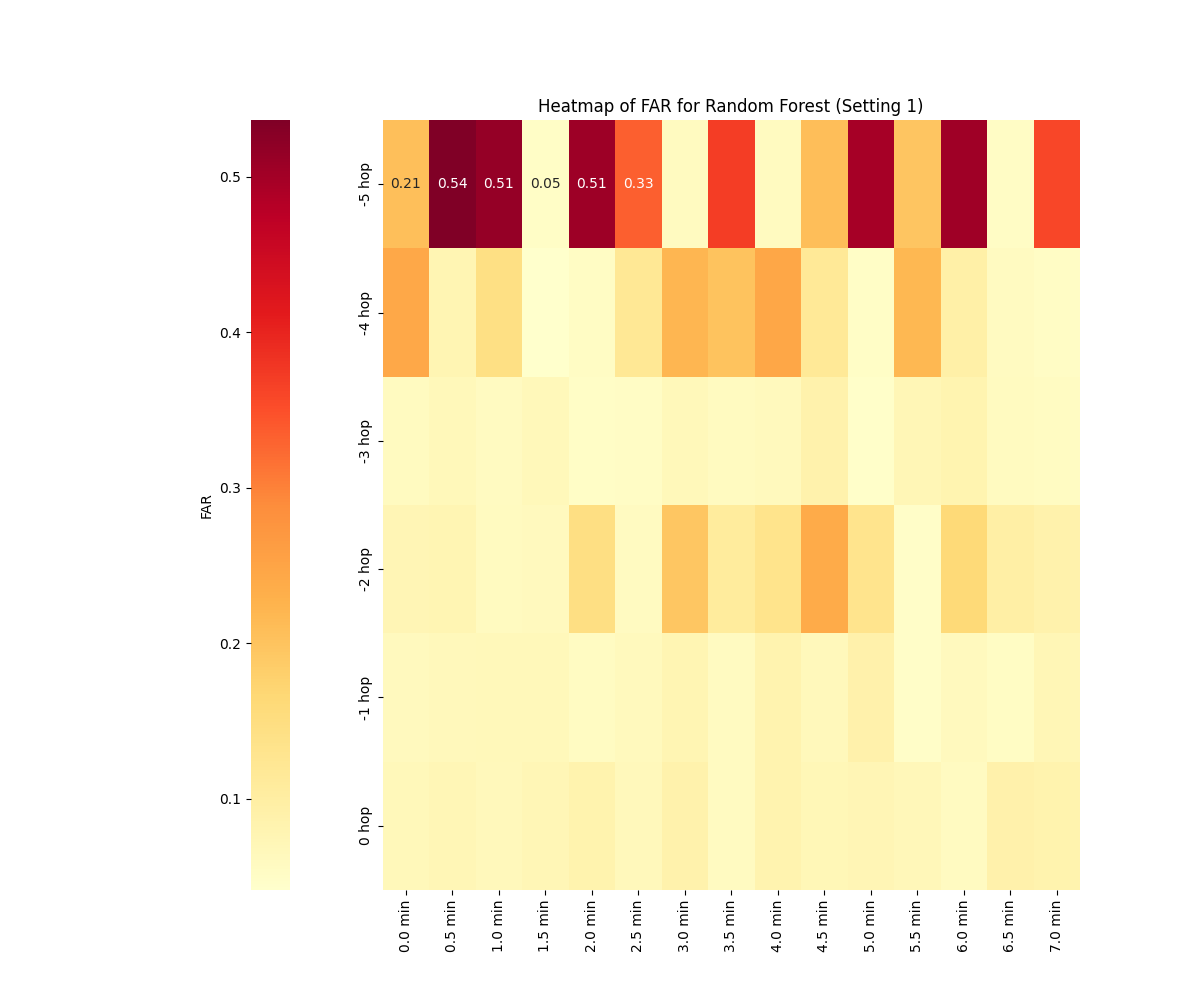 Heatmap of FAR for Random Forest (Setting 1)
0.5
0.4
0.3
0.2
0.1
FAR
-5 hop
-4 hop
-3 hop
-2 hop
-1 hop
0 hop
0.21 0.54 0.51 0.05 0.51 0.33
0.0 min
0.5 min
1.0 min
1.5 min
2.0 min
2.5 min
3.0 min
3.5 min
4.0 min
4.5 min
5.0 min
5.5 min
6.0 min
6.5 min
7.0 min